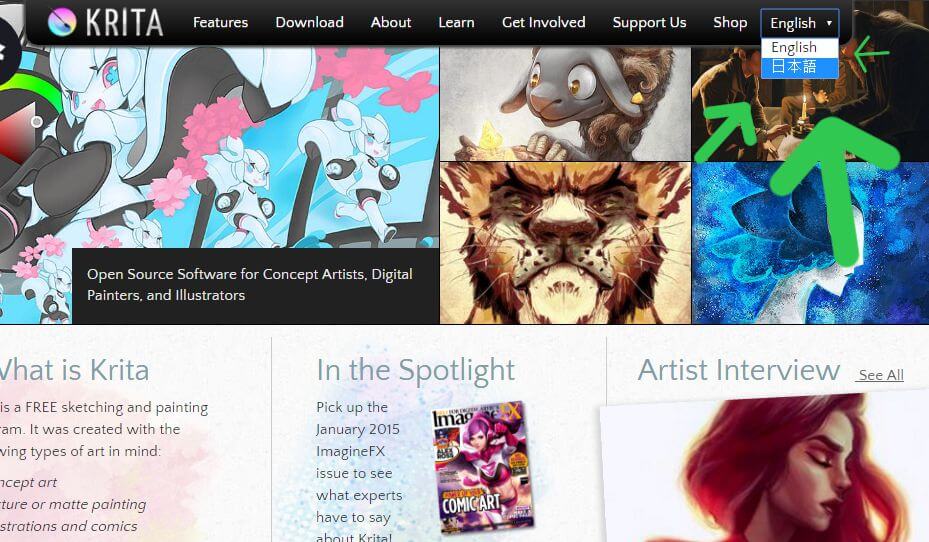 KRITA Features Download About Learn Get Involved Support Us Shop English
English
日本語
Open Source Software for Concept Artists, Digital
Painters, and Illustrators
What is Krita
is a FREE sketching and painting
ram. It was created with the
wing types of art in mind:
ncept art
xture or matte painting
strations and comics
In the Spotlight
Pick up the
January 2015
ImagineFX
issue to see
what experts
have to say
about Krita!
ImagineFX
ALEX
ROSS
COMIC ART
Artist Interview See All